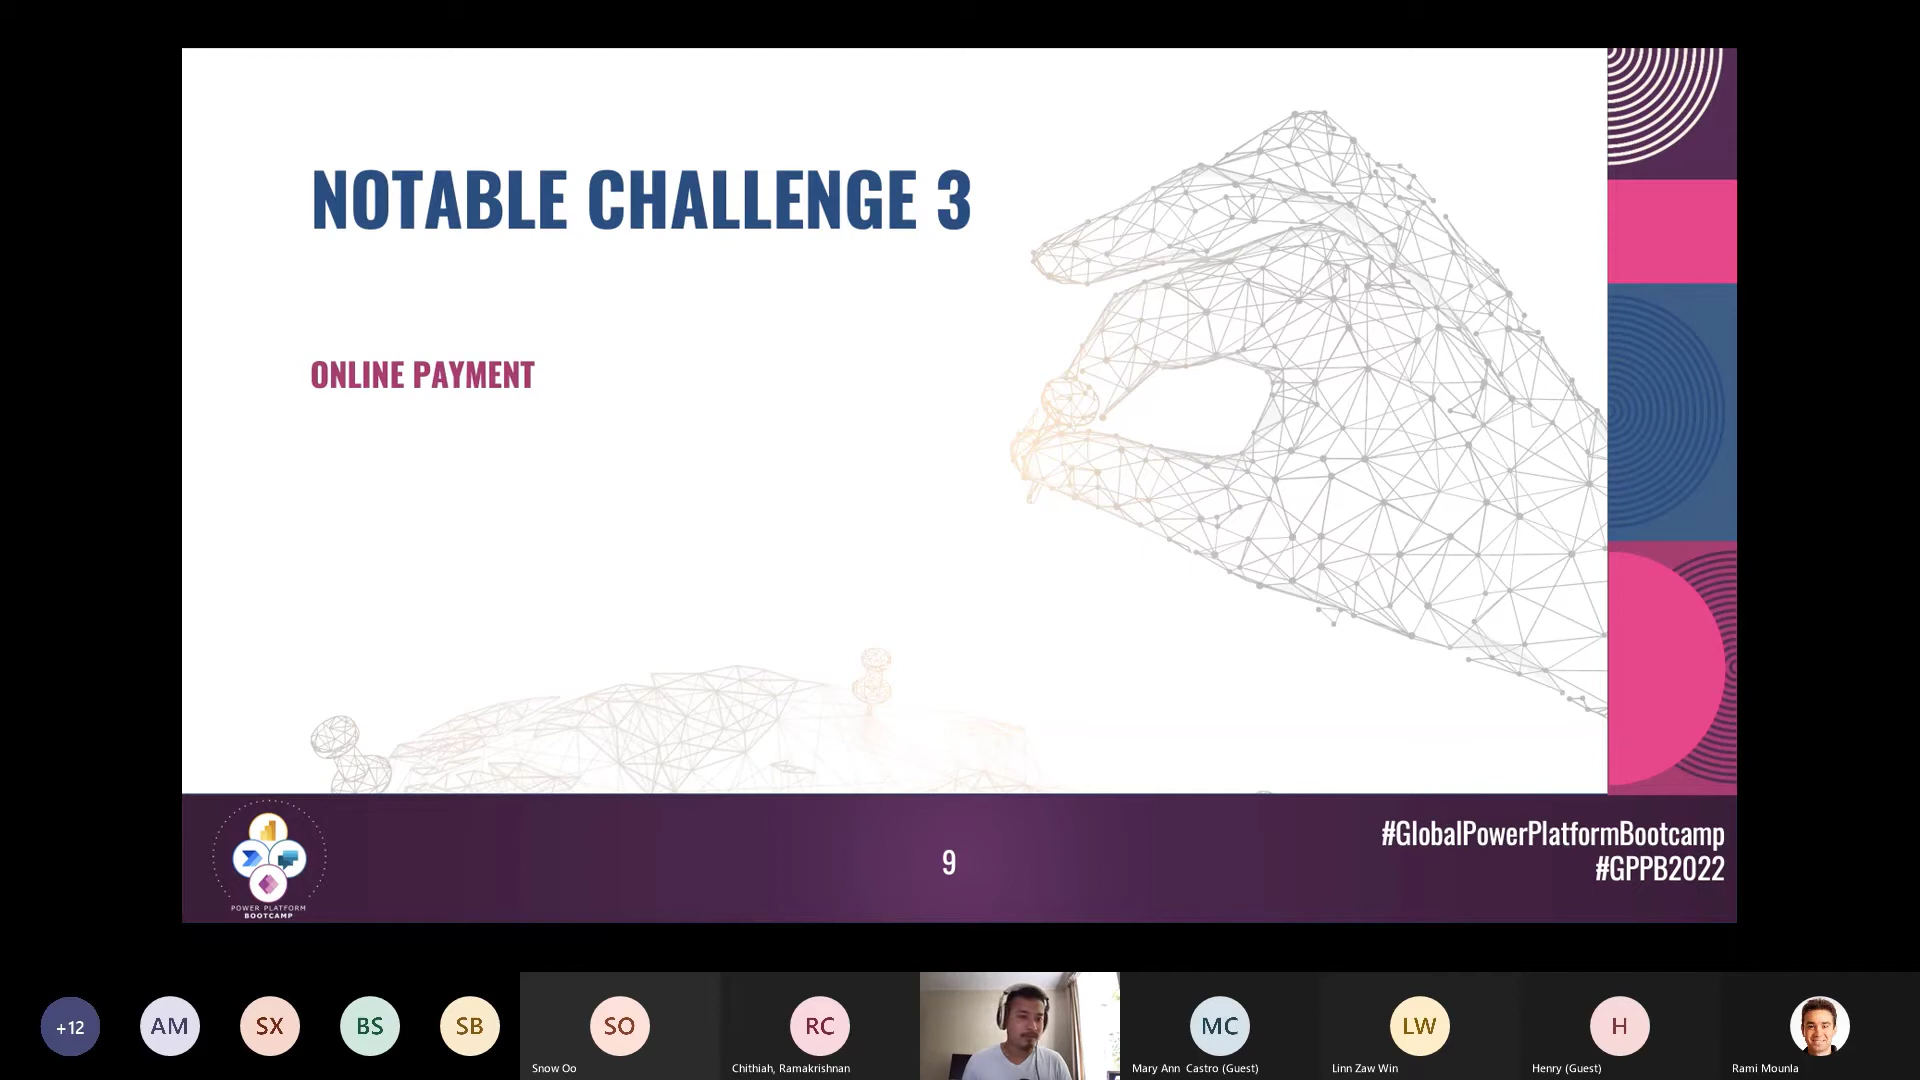 NOTABLE CHALLENGE 3
ONLINE PAYMENT
POWER PLATFORM
BOOTCAMP
9
#GlobalPowerPlatformBootcamp
#GPPB2022
+12
AM
SX
BS
SB
SO
Snow Oo
RC
Chithiah, Ramakrishnan
MC
Mary Ann Castro (Guest)
LW
Linn Zaw Win
H
Henry (Guest)
Rami Mounla